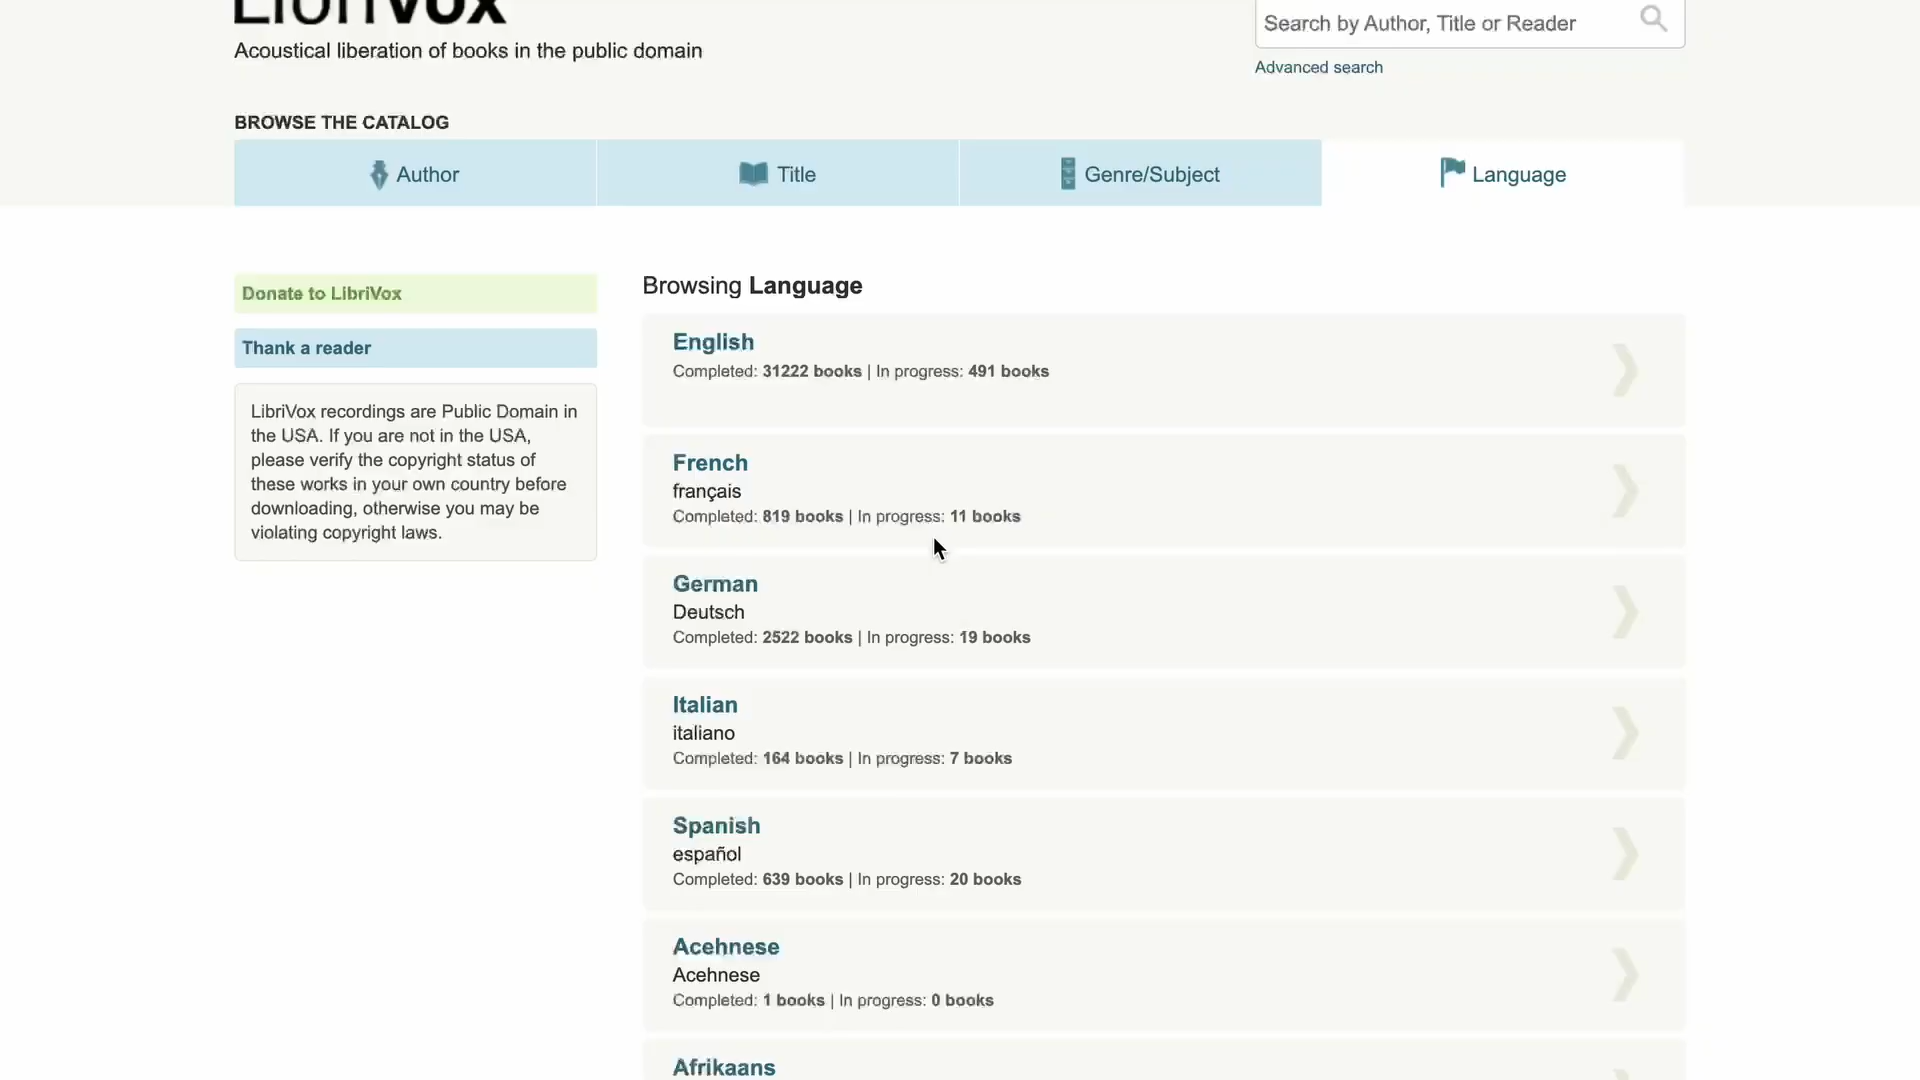 LibriVox
Acoustical liberation of books in the public domain
Search by Author, Title or Reader
Advanced search
BROWSE THE CATALOG
Author
Title
Genre/Subject
Language
Donate to LibriVox
Thank a reader
LibriVox recordings are Public Domain in
the USA. If you are not in the USA,
please verify the copyright status of
these works in your own country before
downloading, otherwise you may be
violating copyright laws.
Browsing Language
English
Completed: 31222 books | In progress: 491 books
French
français
Completed: 819 books | In progress: 11 books
German
Deutsch
Completed: 2522 books | In progress: 19 books
Italian
italiano
Completed: 164 books | In progress: 7 books
Spanish
español
Completed: 639 books | In progress: 20 books
Acehnese
Acehnese
Completed: 1 books | In progress: 0 books
Afrikaans